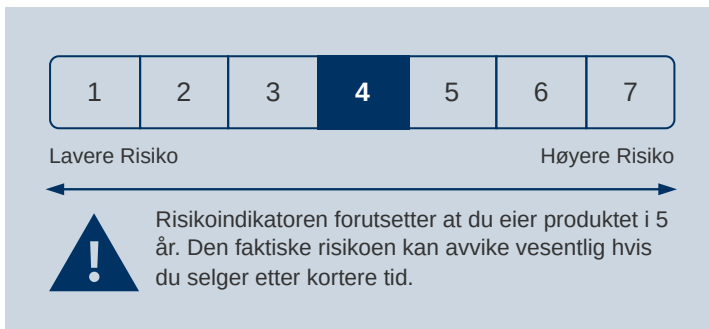 1 2 3 4 5 6 7
Lavere Risiko Høyere Risiko
Risikoindikatoren forutsetter at du eier produktet i 5
år. Den faktiske risikoen kan avvike vesentlig hvis
du selger etter kortere tid.